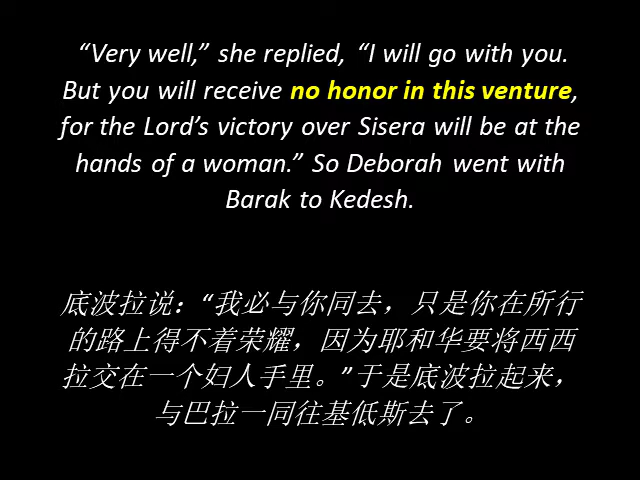 “Very well,” she replied, “I will go with you.
But you will receive no honor in this venture,
for the Lord’s victory over Sisera will be at the
hands of a woman.” So Deborah went with
Barak to Kedesh.
底波拉说：“我必与你同去，只是你在所行
的路上得不着荣耀，因为耶和华要将西西
拉交在一个妇人手里。”于是底波拉起来，
与巴拉一同往基低斯去了。